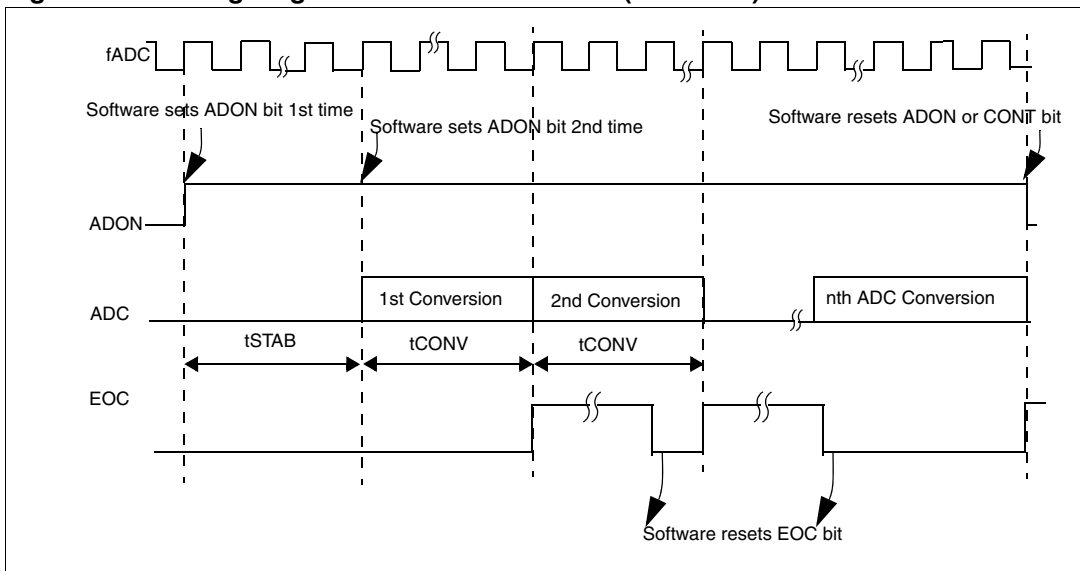 fADC
Software sets ADON bit 1st time
Software sets ADON bit 2nd time
Software resets ADON or CONT bit
ADON
ADC
1st Conversion
2nd Conversion
nth ADC Conversion
tSTAB
tCONV
tCONV
EOC
Software resets EOC bit